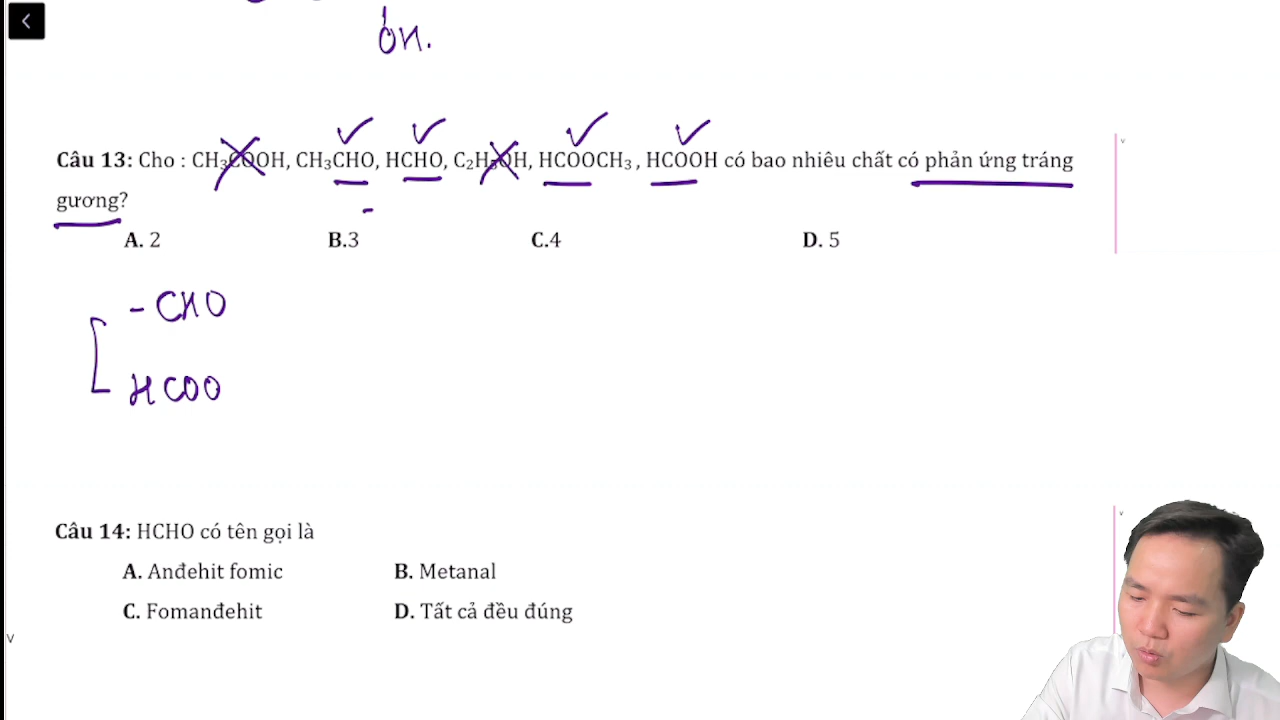 ớn.
Câu 13: Cho : CH₃COOH, CH₃CHO, HCHO, C₂H₅OH, HCOOCH₃ , HCOOH có bao nhiêu chất có phản ứng tráng
gương?
A. 2 B.3 C.4 D. 5
- CHO
HCOO
Câu 14: HCHO có tên gọi là
A. Anđehit fomic B. Metanal
C. Fomanđehit D. Tất cả đều đúng